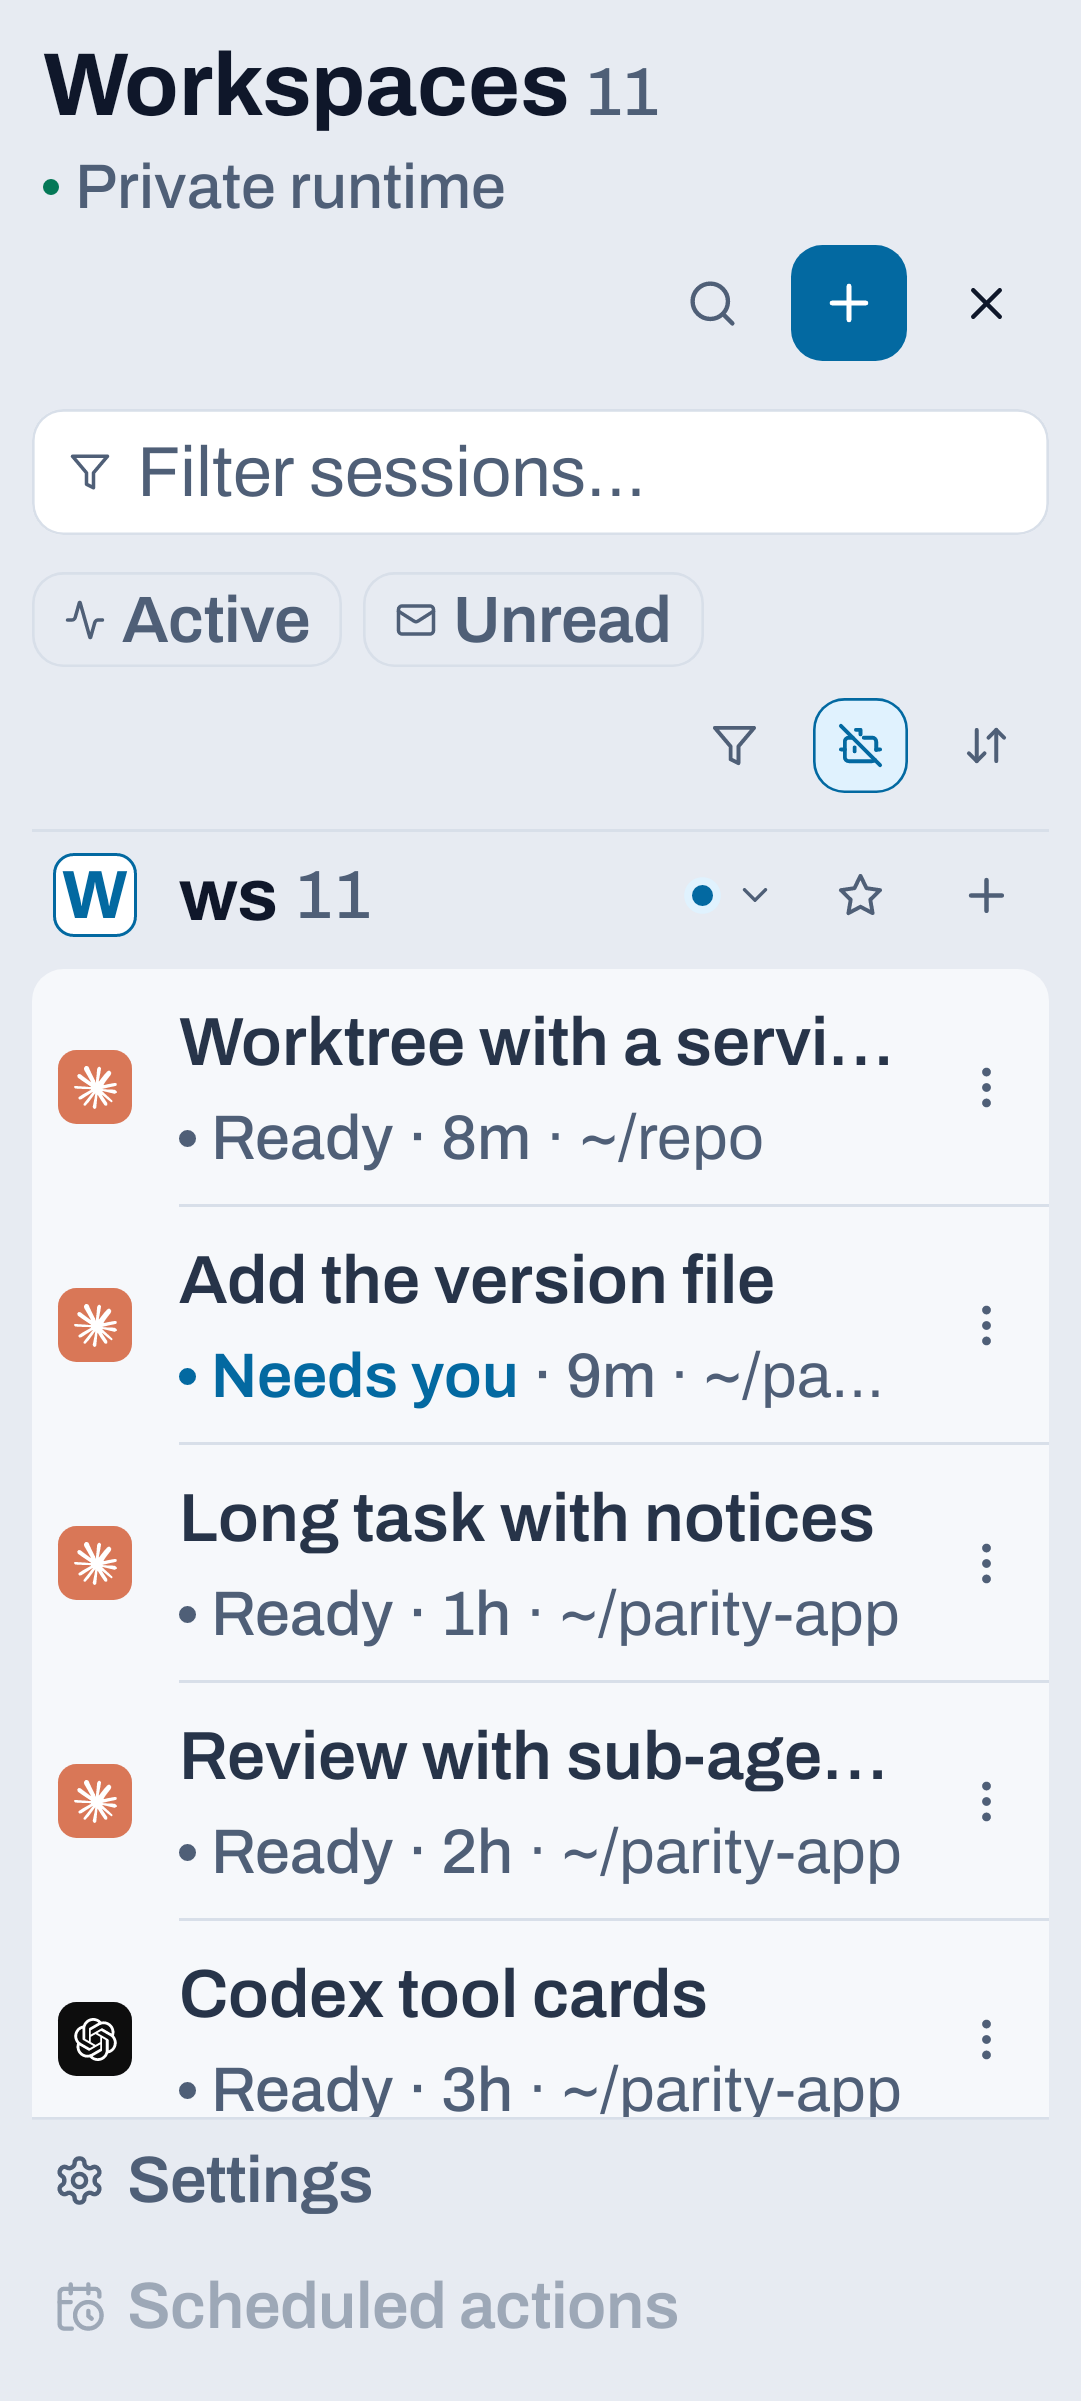 Workspaces 11
• Private runtime
Filter sessions...
Active
Unread
W
ws 11
Worktree with a servi...
• Ready · 8m · ~/repo
Add the version file
• Needs you · 9m · ~/pa...
Long task with notices
• Ready · 1h · ~/parity-app
Review with sub-age...
• Ready · 2h · ~/parity-app
Codex tool cards
• Ready · 3h · ~/parity-app
Settings
Scheduled actions